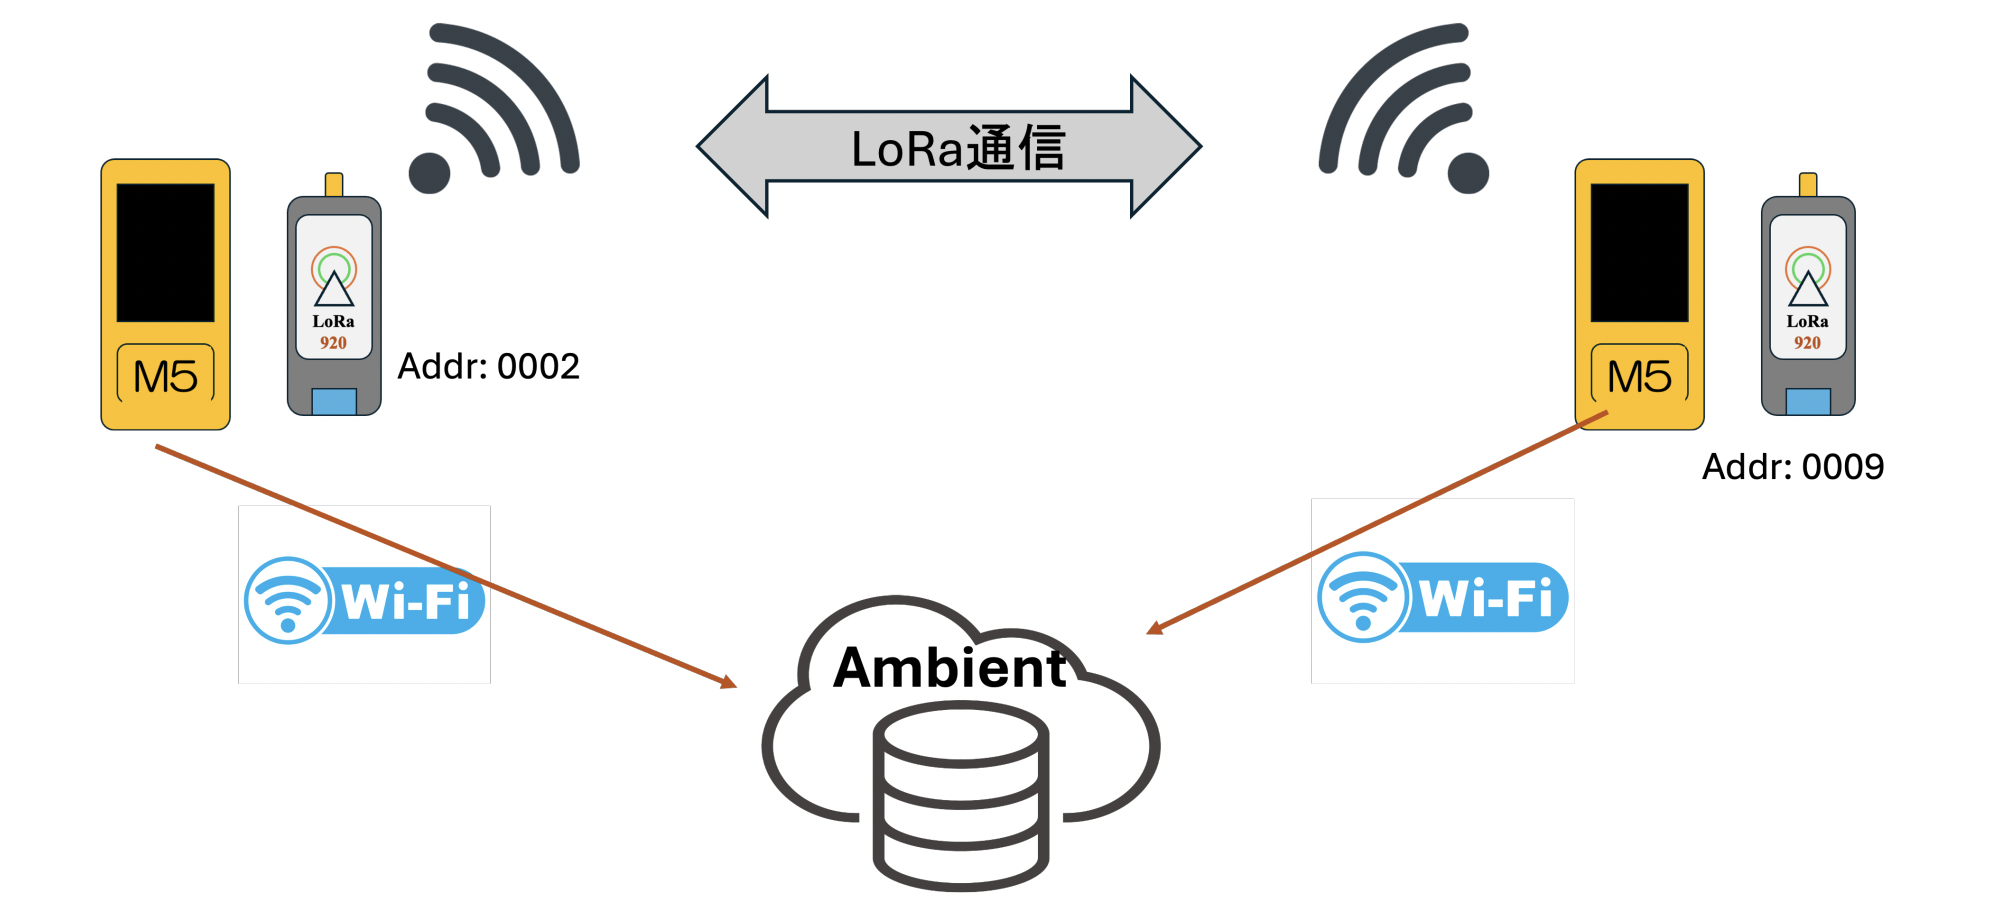 LoRa通信
LoRa
920
M5
Addr: 0002
LoRa
920
M5
Addr: 0009
Wi-Fi
Wi-Fi
Ambient